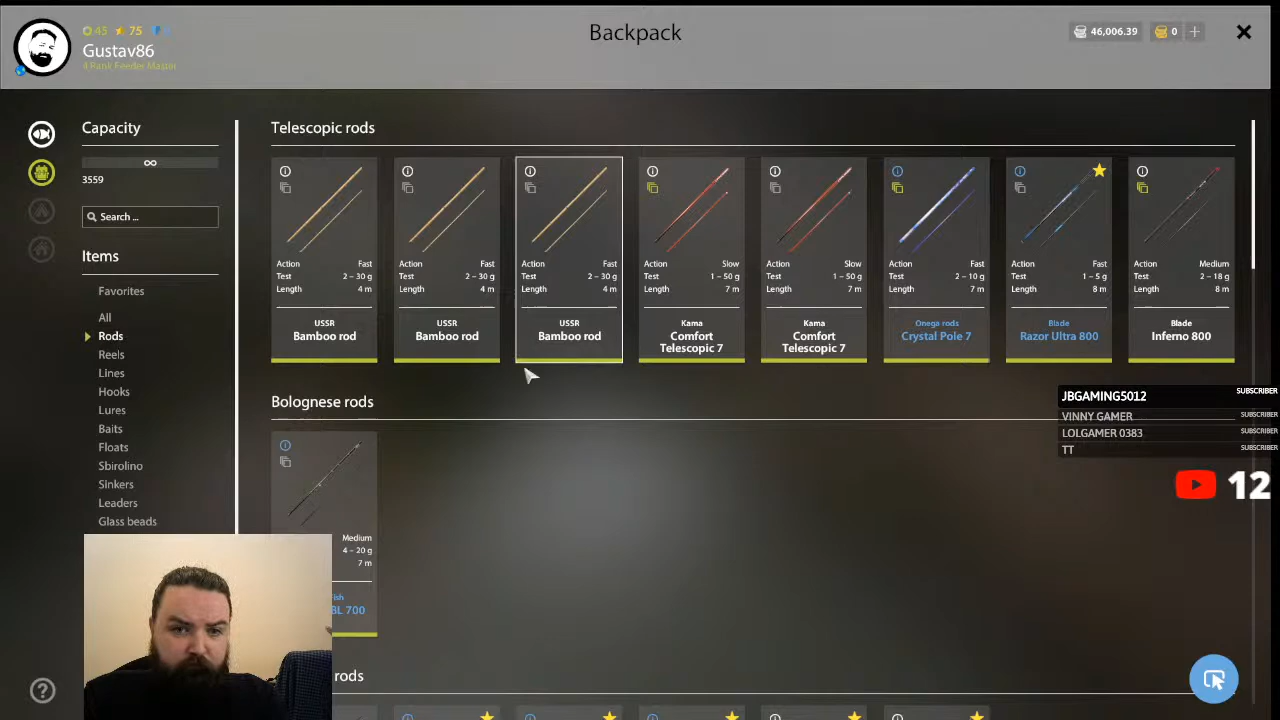 45 75
Gustav86
4 Rank Feeder Master
Backpack
46,006.39
0 +
Capacity
∞
3559
Search ...
Items
Favorites
All
Rods
Reels
Lines
Hooks
Lures
Baits
Floats
Sbirolino
Sinkers
Leaders
Glass beads
Telescopic rods
Action Fast
Test 2 – 30 g
Length 4 m
USSR
Bamboo rod
Action Fast
Test 2 – 30 g
Length 4 m
USSR
Bamboo rod
Action Fast
Test 2 – 30 g
Length 4 m
USSR
Bamboo rod
Action Slow
Test 1 – 50 g
Length 7 m
Kama
Comfort
Telescopic 7
Action Slow
Test 1 – 50 g
Length 7 m
Kama
Comfort
Telescopic 7
Action Fast
Test 2 – 10 g
Length 7 m
Onega rods
Crystal Pole 7
Action Fast
Test 1 – 5 g
Length 8 m
Blade
Razor Ultra 800
Action Medium
Test 2 – 18 g
Length 8 m
Blade
Inferno 800
Bolognese rods
Medium
4 – 20 g
7 m
BL 700
rods
JBGAMING5012 SUBSCRIBER
VINNY GAMER SUBSCRIBER
LOLGAMER 0383 SUBSCRIBER
TT SUBSCRIBER
12
?